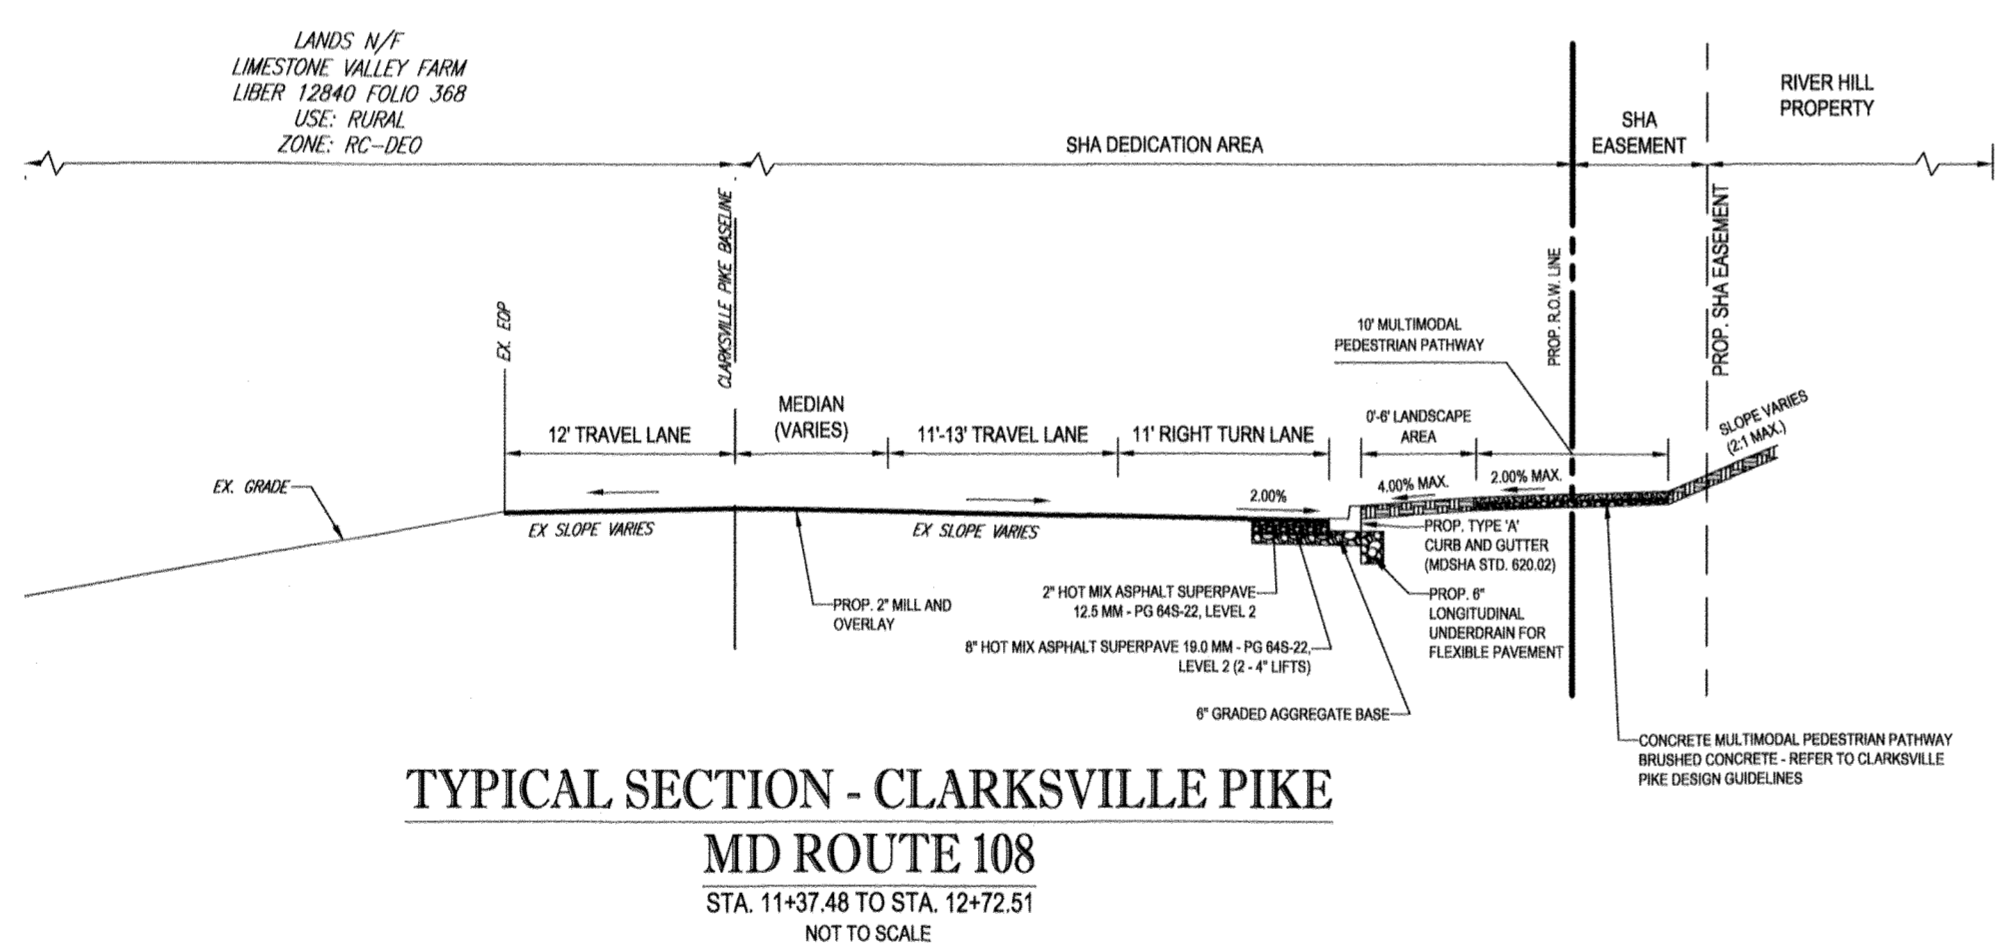 LANDS N/F
LIMESTONE VALLEY FARM
LIBER 12840 FOLIO 368
USE: RURAL
ZONE: RC-DEO
SHA DEDICATION AREA
SHA
EASEMENT
RIVER HILL
PROPERTY
EX. EOP
CLARKSVILLE PIKE BASELINE
PROP. R.O.W. LINE
PROP. SHA EASEMENT
10' MULTIMODAL
PEDESTRIAN PATHWAY
12' TRAVEL LANE
MEDIAN
(VARIES)
11'-13' TRAVEL LANE
11' RIGHT TURN LANE
0'-6' LANDSCAPE
AREA
SLOPE VARIES
(2:1 MAX.)
EX. GRADE
2.00%
4.00% MAX.
2.00% MAX.
EX SLOPE VARIES
EX SLOPE VARIES
PROP. TYPE 'A'
CURB AND GUTTER
(MDSHA STD. 620.02)
PROP. 2" MILL AND
OVERLAY
2" HOT MIX ASPHALT SUPERPAVE
12.5 MM - PG 64S-22, LEVEL 2
8" HOT MIX ASPHALT SUPERPAVE 19.0 MM - PG 64S-22,
LEVEL 2 (2 - 4" LIFTS)
6" GRADED AGGREGATE BASE
PROP. 6"
LONGITUDINAL
UNDERDRAIN FOR
FLEXIBLE PAVEMENT
CONCRETE MULTIMODAL PEDESTRIAN PATHWAY
BRUSHED CONCRETE - REFER TO CLARKSVILLE
PIKE DESIGN GUIDELINES
TYPICAL SECTION - CLARKSVILLE PIKE
MD ROUTE 108
STA. 11+37.48 TO STA. 12+72.51
NOT TO SCALE